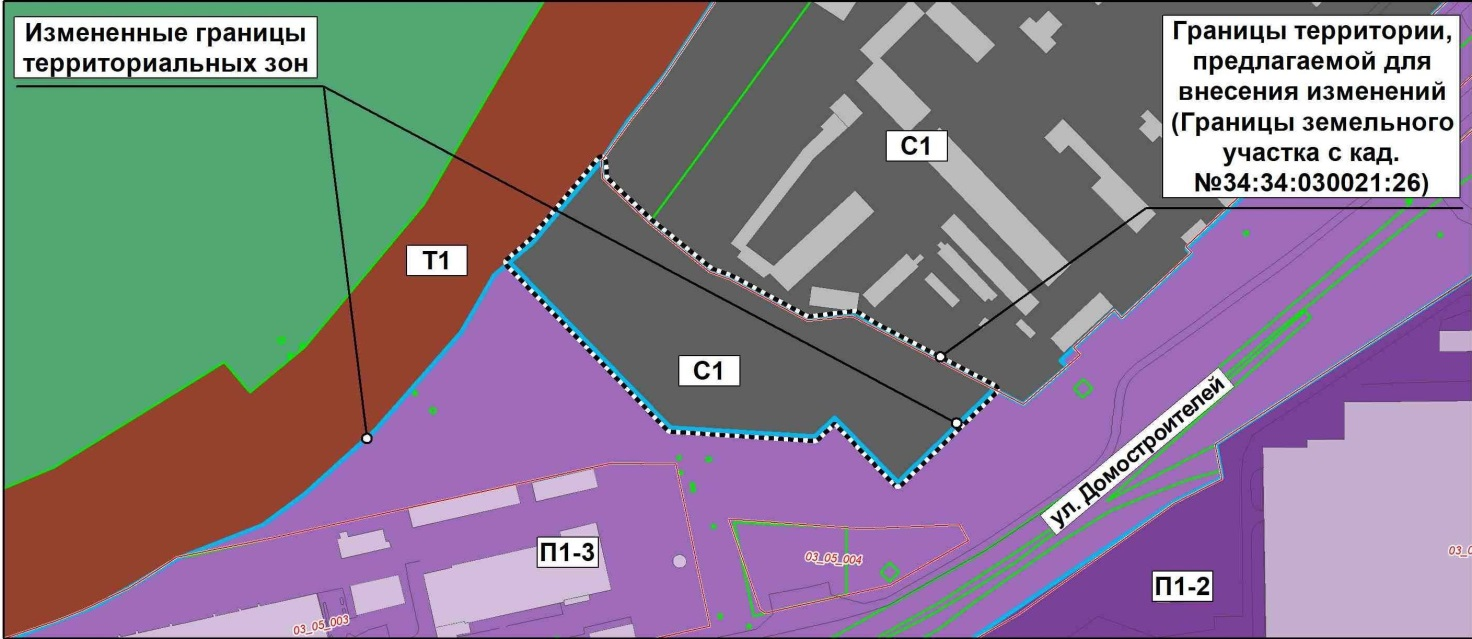 Измененные границы
территориальных зон
Границы территории,
предлагаемой для
внесения изменений
(Границы земельного
участка с кад.
№34:34:030021:26)
С1
Т1
С1
ул. Домостроителей
П1-3
03_05_004
П1-2
03_05_003